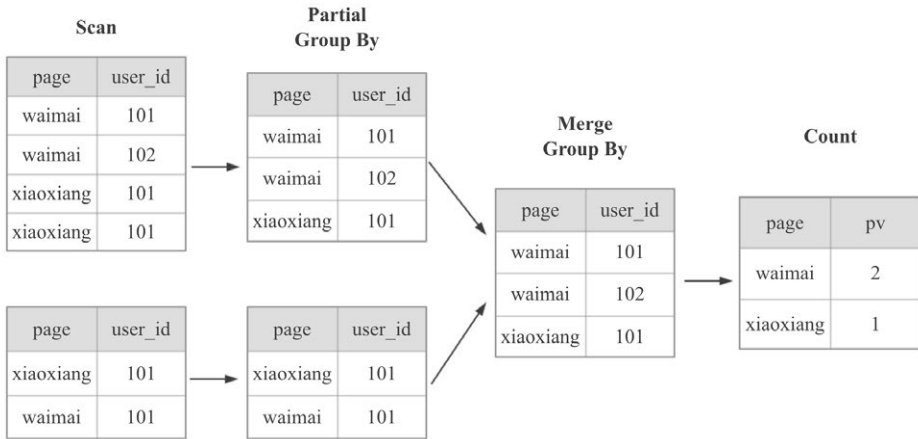 Scan
page user_id
waimai 101
waimai 102
xiaoxiang 101
xiaoxiang 101
page user_id
xiaoxiang 101
waimai 101
Partial
Group By
page user_id
waimai 101
waimai 102
xiaoxiang 101
page user_id
xiaoxiang 101
waimai 101
Merge
Group By
page user_id
waimai 101
waimai 102
xiaoxiang 101
Count
page pv
waimai 2
xiaoxiang 1